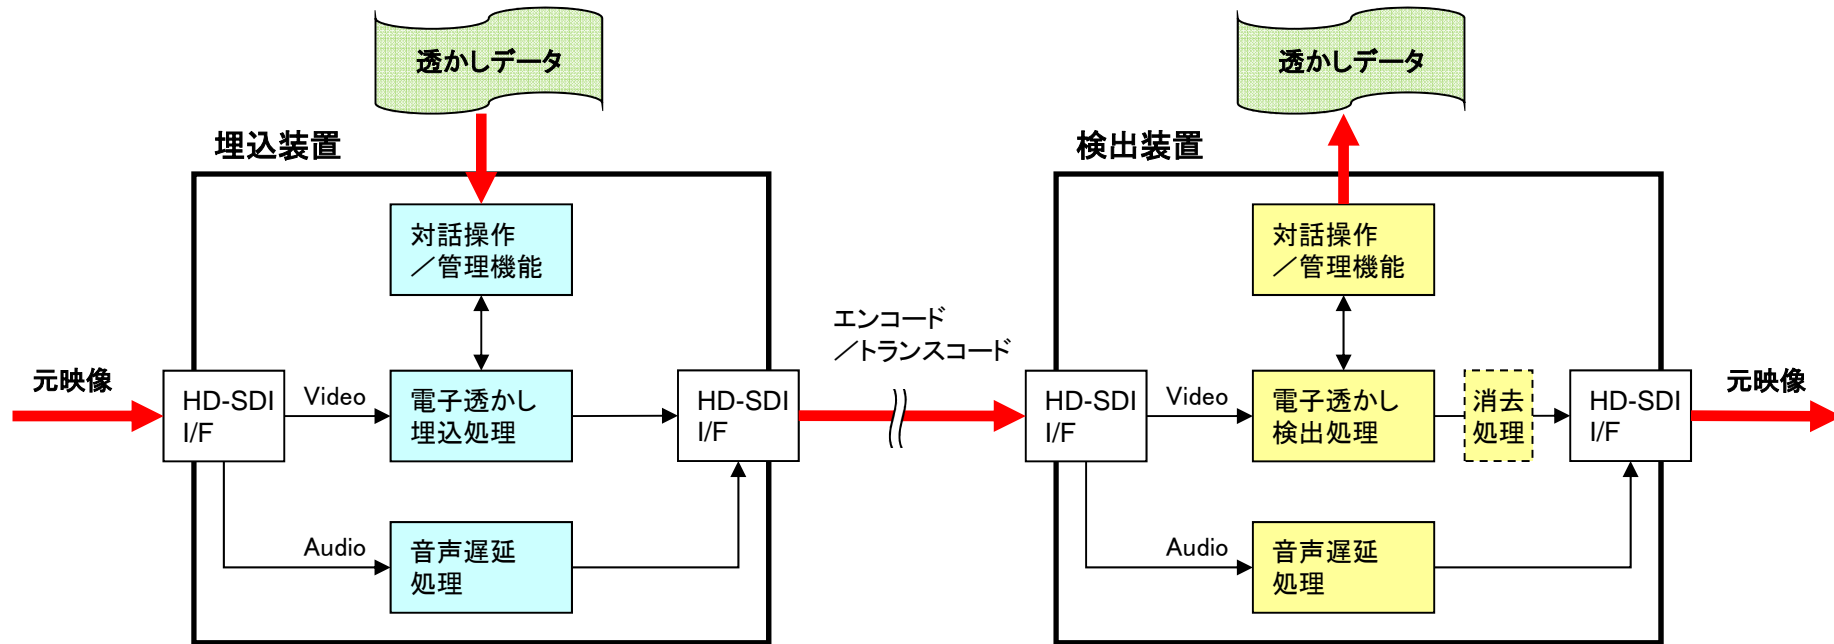 透かしデータ
埋込装置
対話操作
／管理機能
元映像
HD-SDI
I/F
Video
電子透かし
埋込処理
HD-SDI
I/F
Audio
音声遅延
処理
エンコード
／トランスコード
透かしデータ
検出装置
対話操作
／管理機能
HD-SDI
I/F
Video
電子透かし
検出処理
消去
処理
HD-SDI
I/F
元映像
Audio
音声遅延
処理